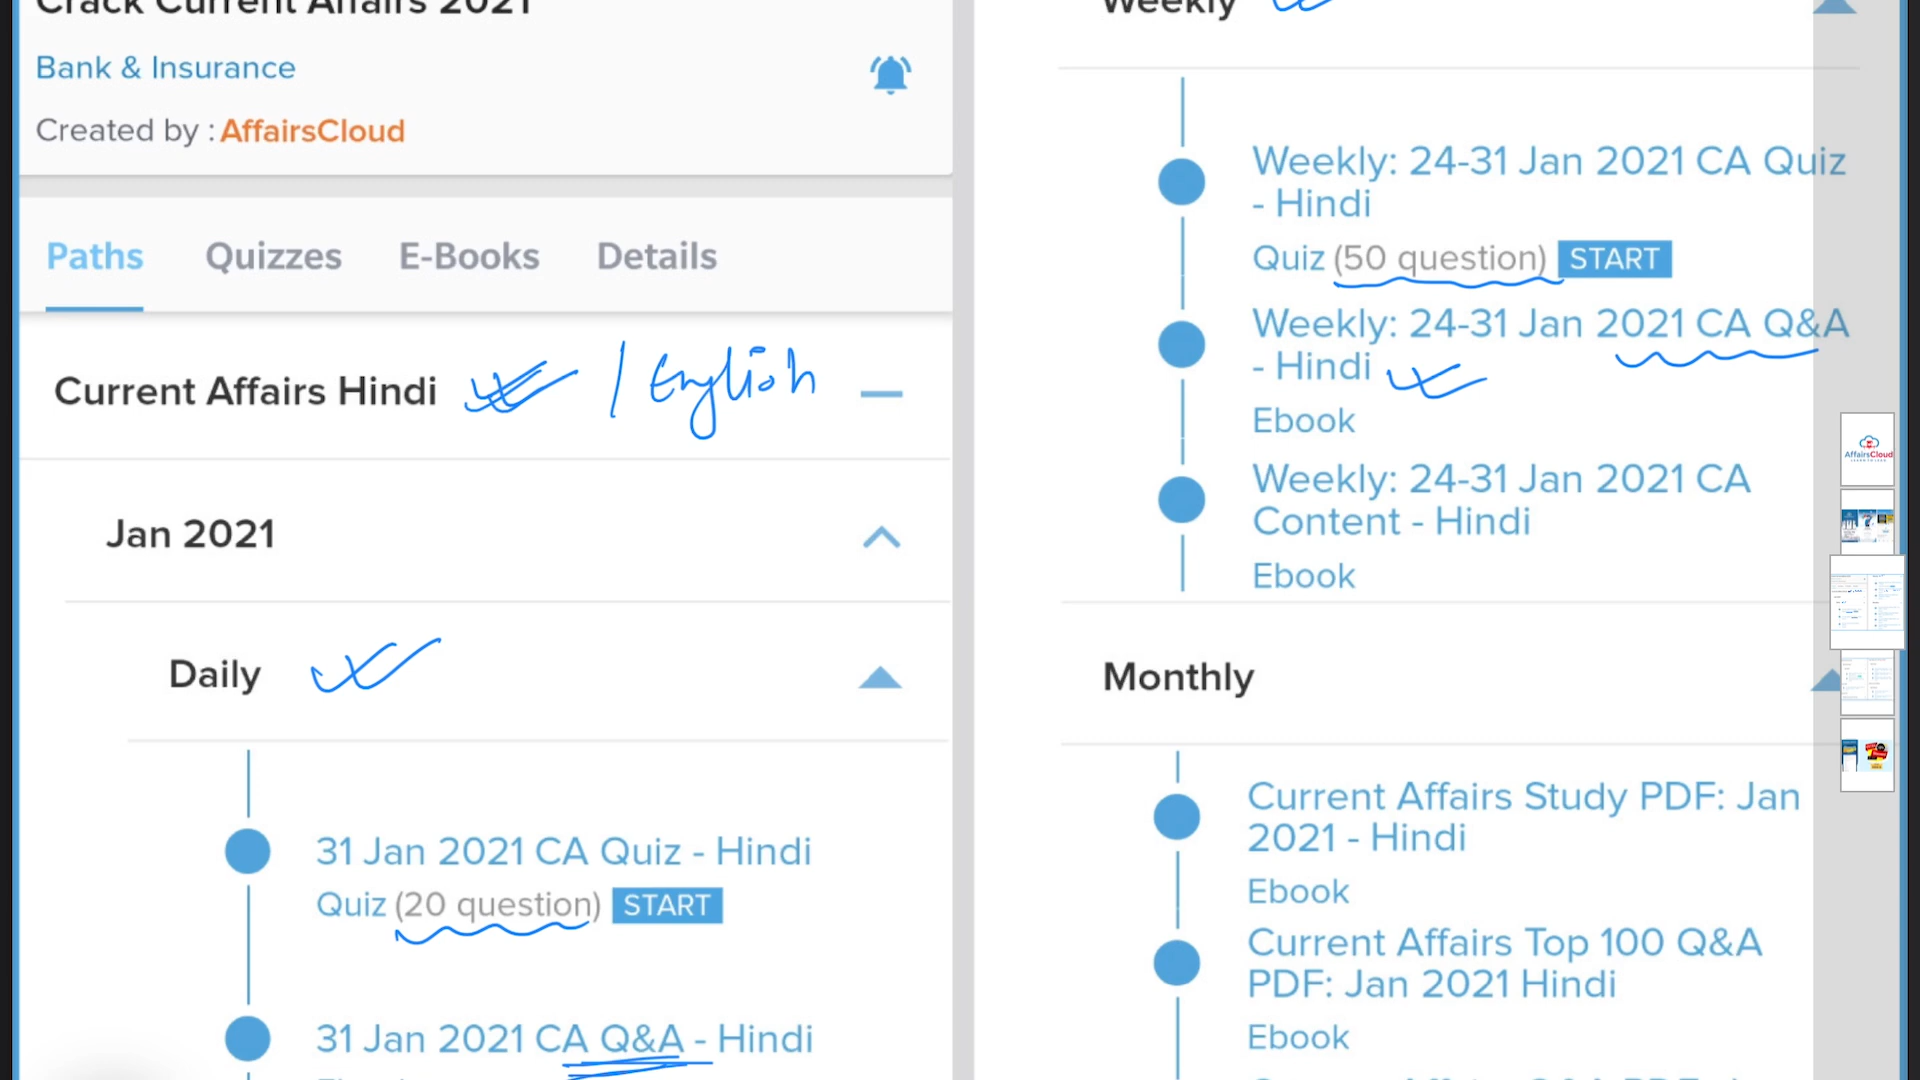 Crack Current Affairs 2021
Bank & Insurance
Created by : AffairsCloud
Paths Quizzes E-Books Details
Current Affairs Hindi / English
Jan 2021
Daily
31 Jan 2021 CA Quiz - Hindi
Quiz (20 question) START
31 Jan 2021 CA Q&A - Hindi
Weekly
Weekly: 24-31 Jan 2021 CA Quiz
- Hindi
Quiz (50 question) START
Weekly: 24-31 Jan 2021 CA Q&A
- Hindi
Ebook
Weekly: 24-31 Jan 2021 CA
Content - Hindi
Ebook
Monthly
Current Affairs Study PDF: Jan
2021 - Hindi
Ebook
Current Affairs Top 100 Q&A
PDF: Jan 2021 Hindi
Ebook
AffairsCloud